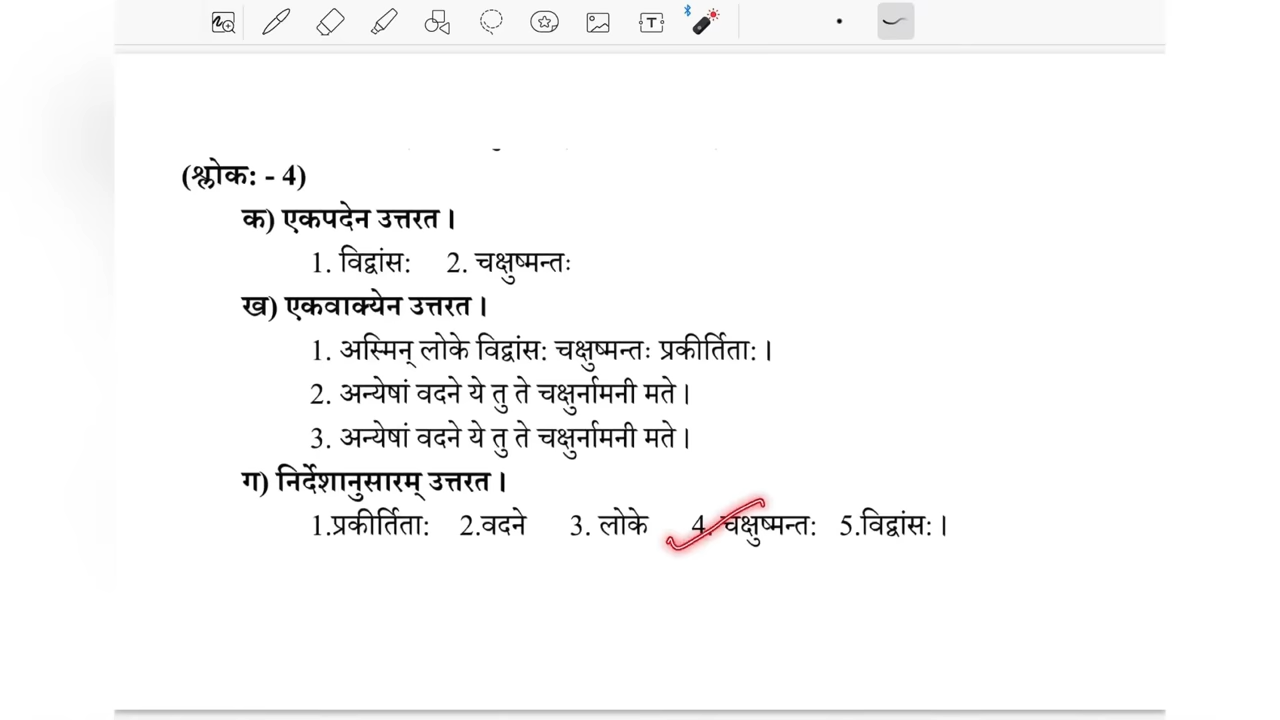 (श्लोक: - 4)
क) एकपदेन उत्तरत ।
1. विद्वांस: 2. चक्षुष्मन्तः
ख) एकवाक्येन उत्तरत ।
1. अस्मिन् लोके विद्वांस: चक्षुष्मन्तः प्रकीर्तिता: ।
2. अन्येषां वदने ये तु ते चक्षुर्नामनी मते ।
3. अन्येषां वदने ये तु ते चक्षुर्नामनी मते ।
ग) निर्देशानुसारम् उत्तरत ।
1.प्रकीर्तिता: 2.वदने 3. लोके 4. चक्षुष्मन्त: 5.विद्वांस: ।